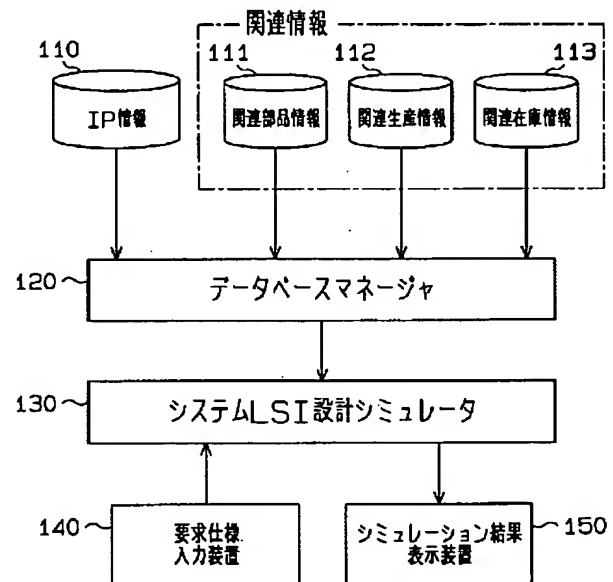 関連情報
110
111
112
113
IP情報
関連部品情報
関連生産情報
関連在庫情報
120
データベースマネージャ
130
システムLSI設計シミュレータ
140
要求仕様
入力装置
シミュレーション結果
表示装置
150